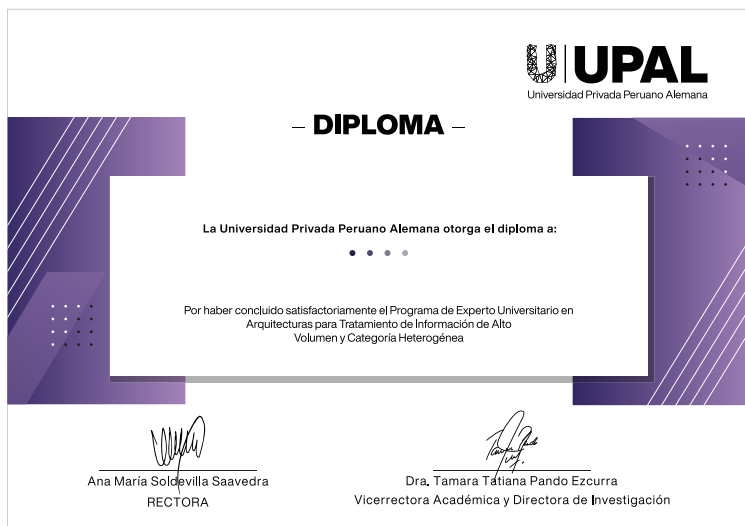 UPAL
Universidad Privada Peruano Alemana
– DIPLOMA –
La Universidad Privada Peruano Alemana otorga el diploma a:
Por haber concluido satisfactoriamente el Programa de Experto Universitario en
Arquitecturas para Tratamiento de Información de Alto
Volumen y Categoría Heterogénea
Ana María Soldevilla Saavedra
RECTORA
Dra. Tamara Tatiana Pando Ezcurra
Vicerrectora Académica y Directora de Investigación